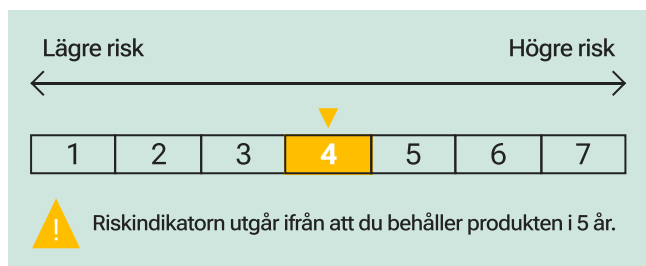 Lägre risk Högre risk
1 2 3 4 5 6 7
! Riskindikatorn utgår ifrån att du behåller produkten i 5 år.